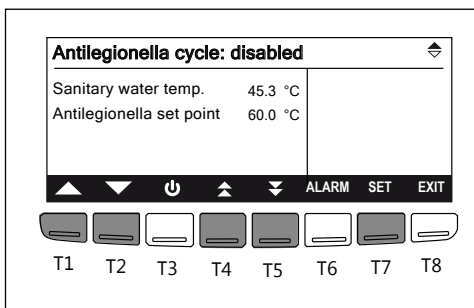 Antilegionella cycle: disabled
Sanitary water temp. 45.3 °C
Antilegionella set point 60.0 °C
ALARM SET EXIT
T1 T2 T3 T4 T5 T6 T7 T8